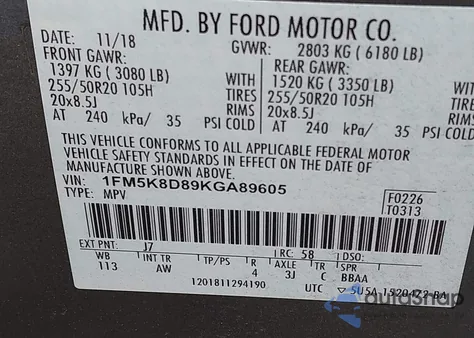 MFD. BY FORD MOTOR CO.
DATE: 11/18 GVWR: 2803 KG ( 6180 LB)
FRONT GAWR: REAR GAWR:
1397 KG ( 3080 LB) WITH 1520 KG ( 3350 LB)
255/50R20 105H TIRES 255/50R20 105H
20x8.5J RIMS 20x8.5J
AT 240 kPa/ 35 PSI COLD AT 240 kPa/ 35 PSI COLD
THIS VEHICLE CONFORMS TO ALL APPLICABLE FEDERAL MOTOR
VEHICLE SAFETY STANDARDS IN EFFECT ON THE DATE OF
MANUFACTURE SHOWN ABOVE.
VIN: 1FM5K8D89KGA89605
TYPE: MPV
F0226
T0313
EXT PNT: J7 RC: 58 DSO:
WB INT TR TP/PS R AXLE TR SPR
113 AW 4 3J C BBAA
1201811294190 UTC 5U5A-1520472-BA
autoSnap